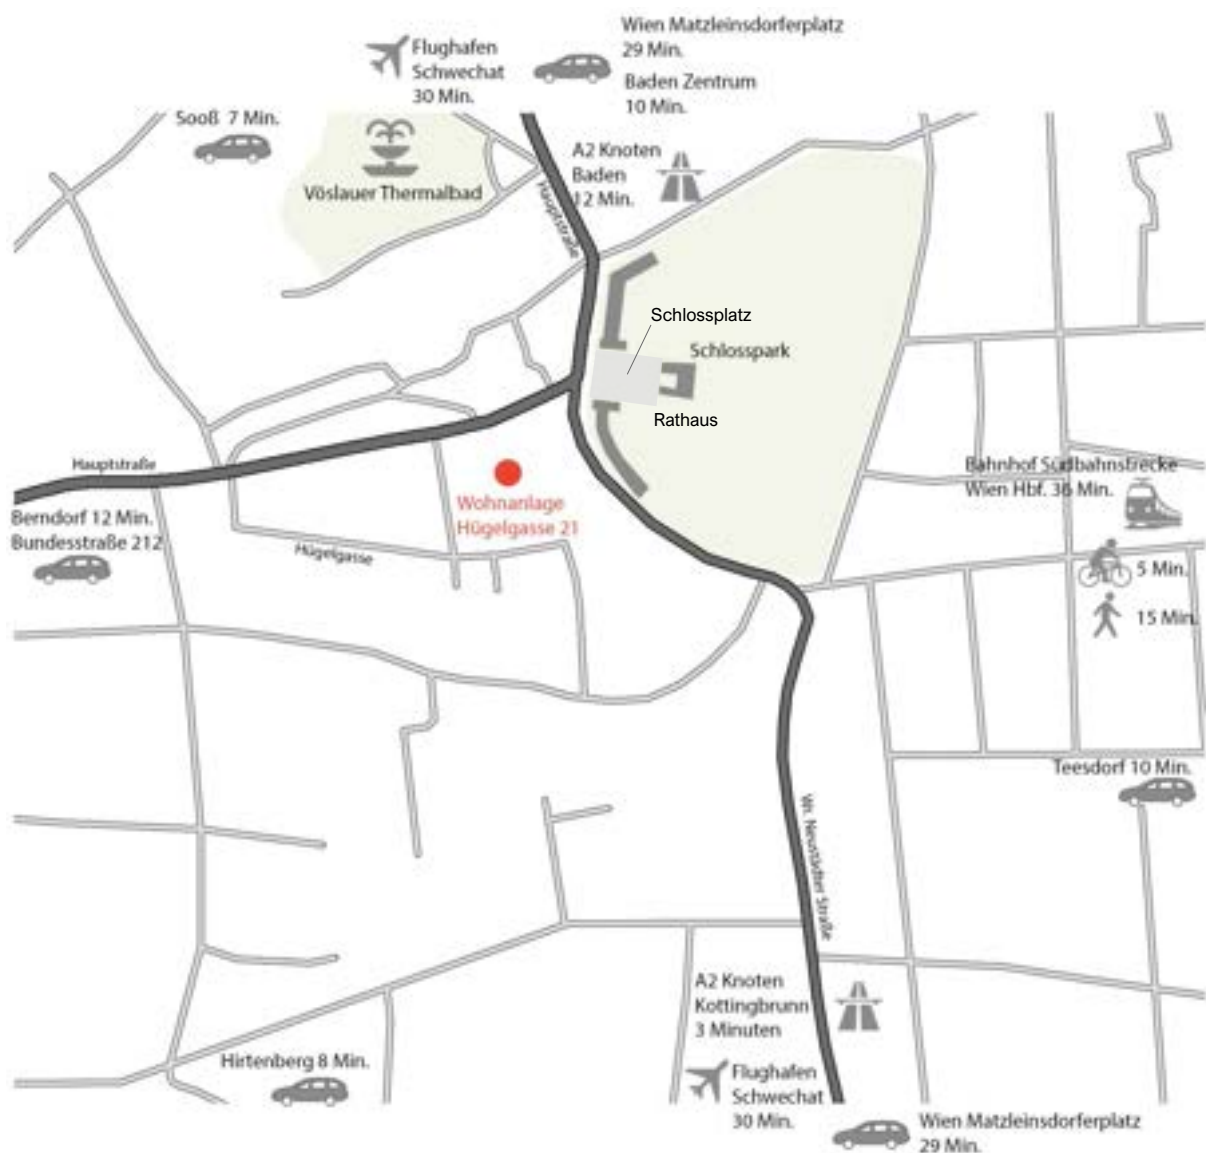 Wien Matzleinsdorferplatz
29 Min.
Flughafen
Schwechat
30 Min.
Baden Zentrum
10 Min.
Sooß 7 Min.
A2 Knoten
Baden
12 Min.
Vöslauer Thermalbad
Hauptstraße
Schlossplatz
Schlosspark
Rathaus
Hauptstraße
Bahnhof Südbahnstrecke
Wien Hbf. 36 Min.
Wohnanlage
Hügelgasse 21
Berndorf 12 Min.
Bundesstraße 212
Hügelgasse
5 Min.
15 Min.
Teesdorf 10 Min.
Wr. Neustädter Straße
A2 Knoten
Kottingbrunn
3 Minuten
Hirtenberg 8 Min.
Flughafen
Schwechat
30 Min.
Wien Matzleinsdorferplatz
29 Min.